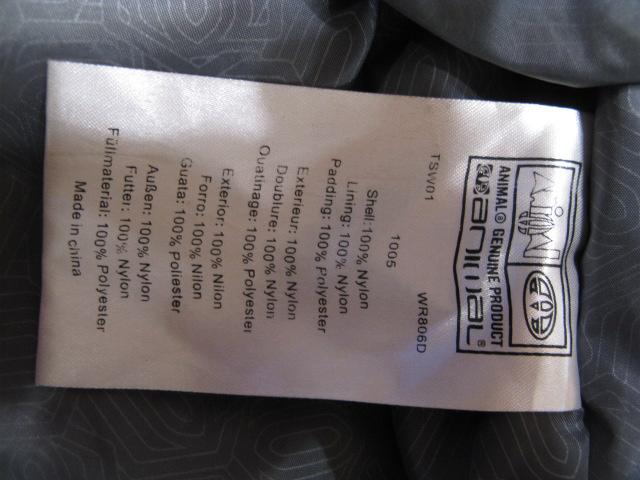 ANiM
ANIMAL® GENUINE PRODUCT
anımal®
TSW01 WR806D
1005
Shell:100% Nylon
Lining: 100% Nylon
Padding: 100% Polyester
Exterieur: 100% Nylon
Doublure: 100% Nylon
Ouatinage: 100% Polyester
Exterior: 100% Nilon
Forro: 100% Nilon
Guata: 100% Poliester
Außen: 100% Nylon
Futter: 100% Nylon
Füllmaterial: 100% Polyester
Made in china